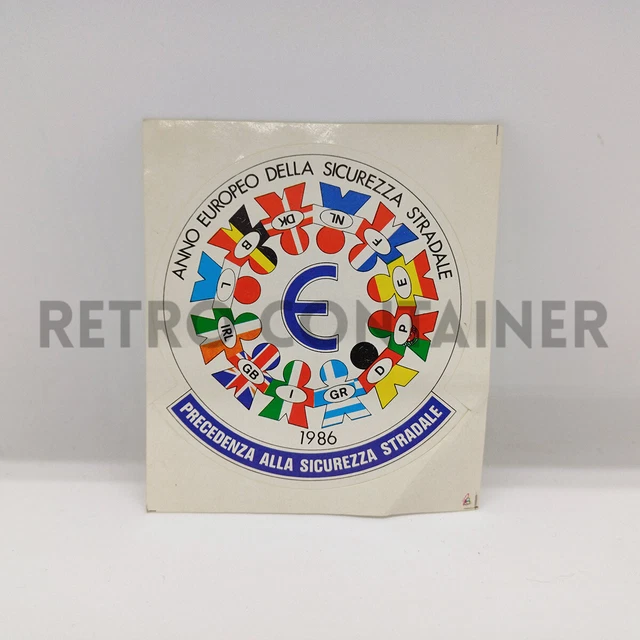 ANNO EUROPEO DELLA SICUREZZA STRADALE
NL
F
E
P
D
GR
I
GB
IRL
L
B
DK
E
1986
PRECEDENZA ALLA SICUREZZA STRADALE
RETRO CONTAINER